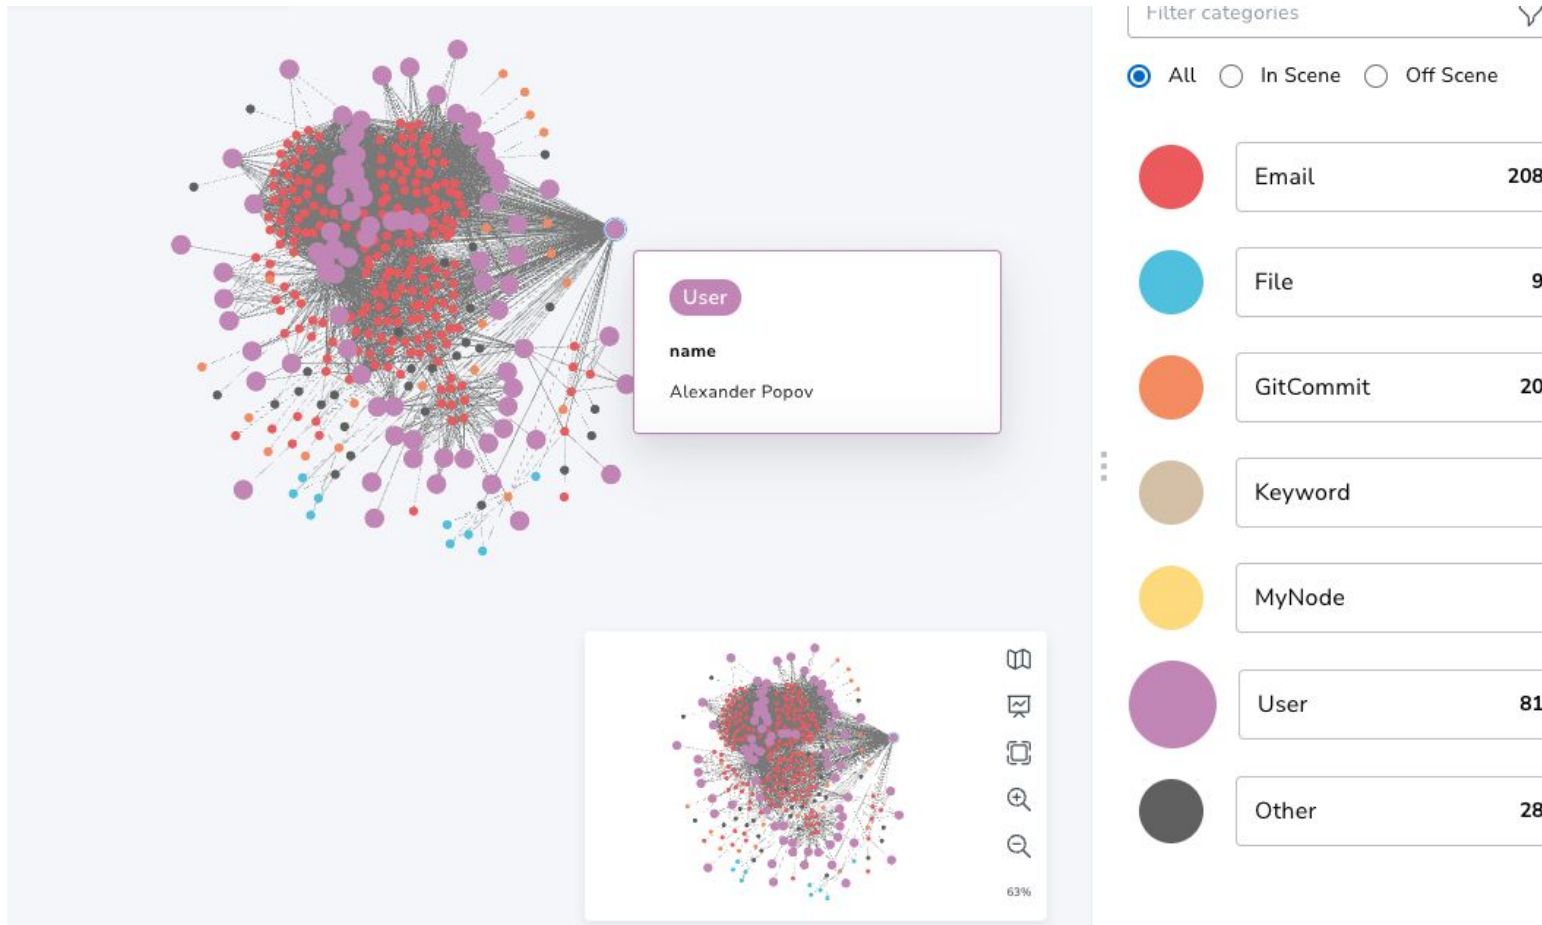 Filter categories
All
In Scene
Off Scene
Email 208
File 9
GitCommit 20
Keyword
MyNode
User 81
Other 28
User
name
Alexander Popov
63%